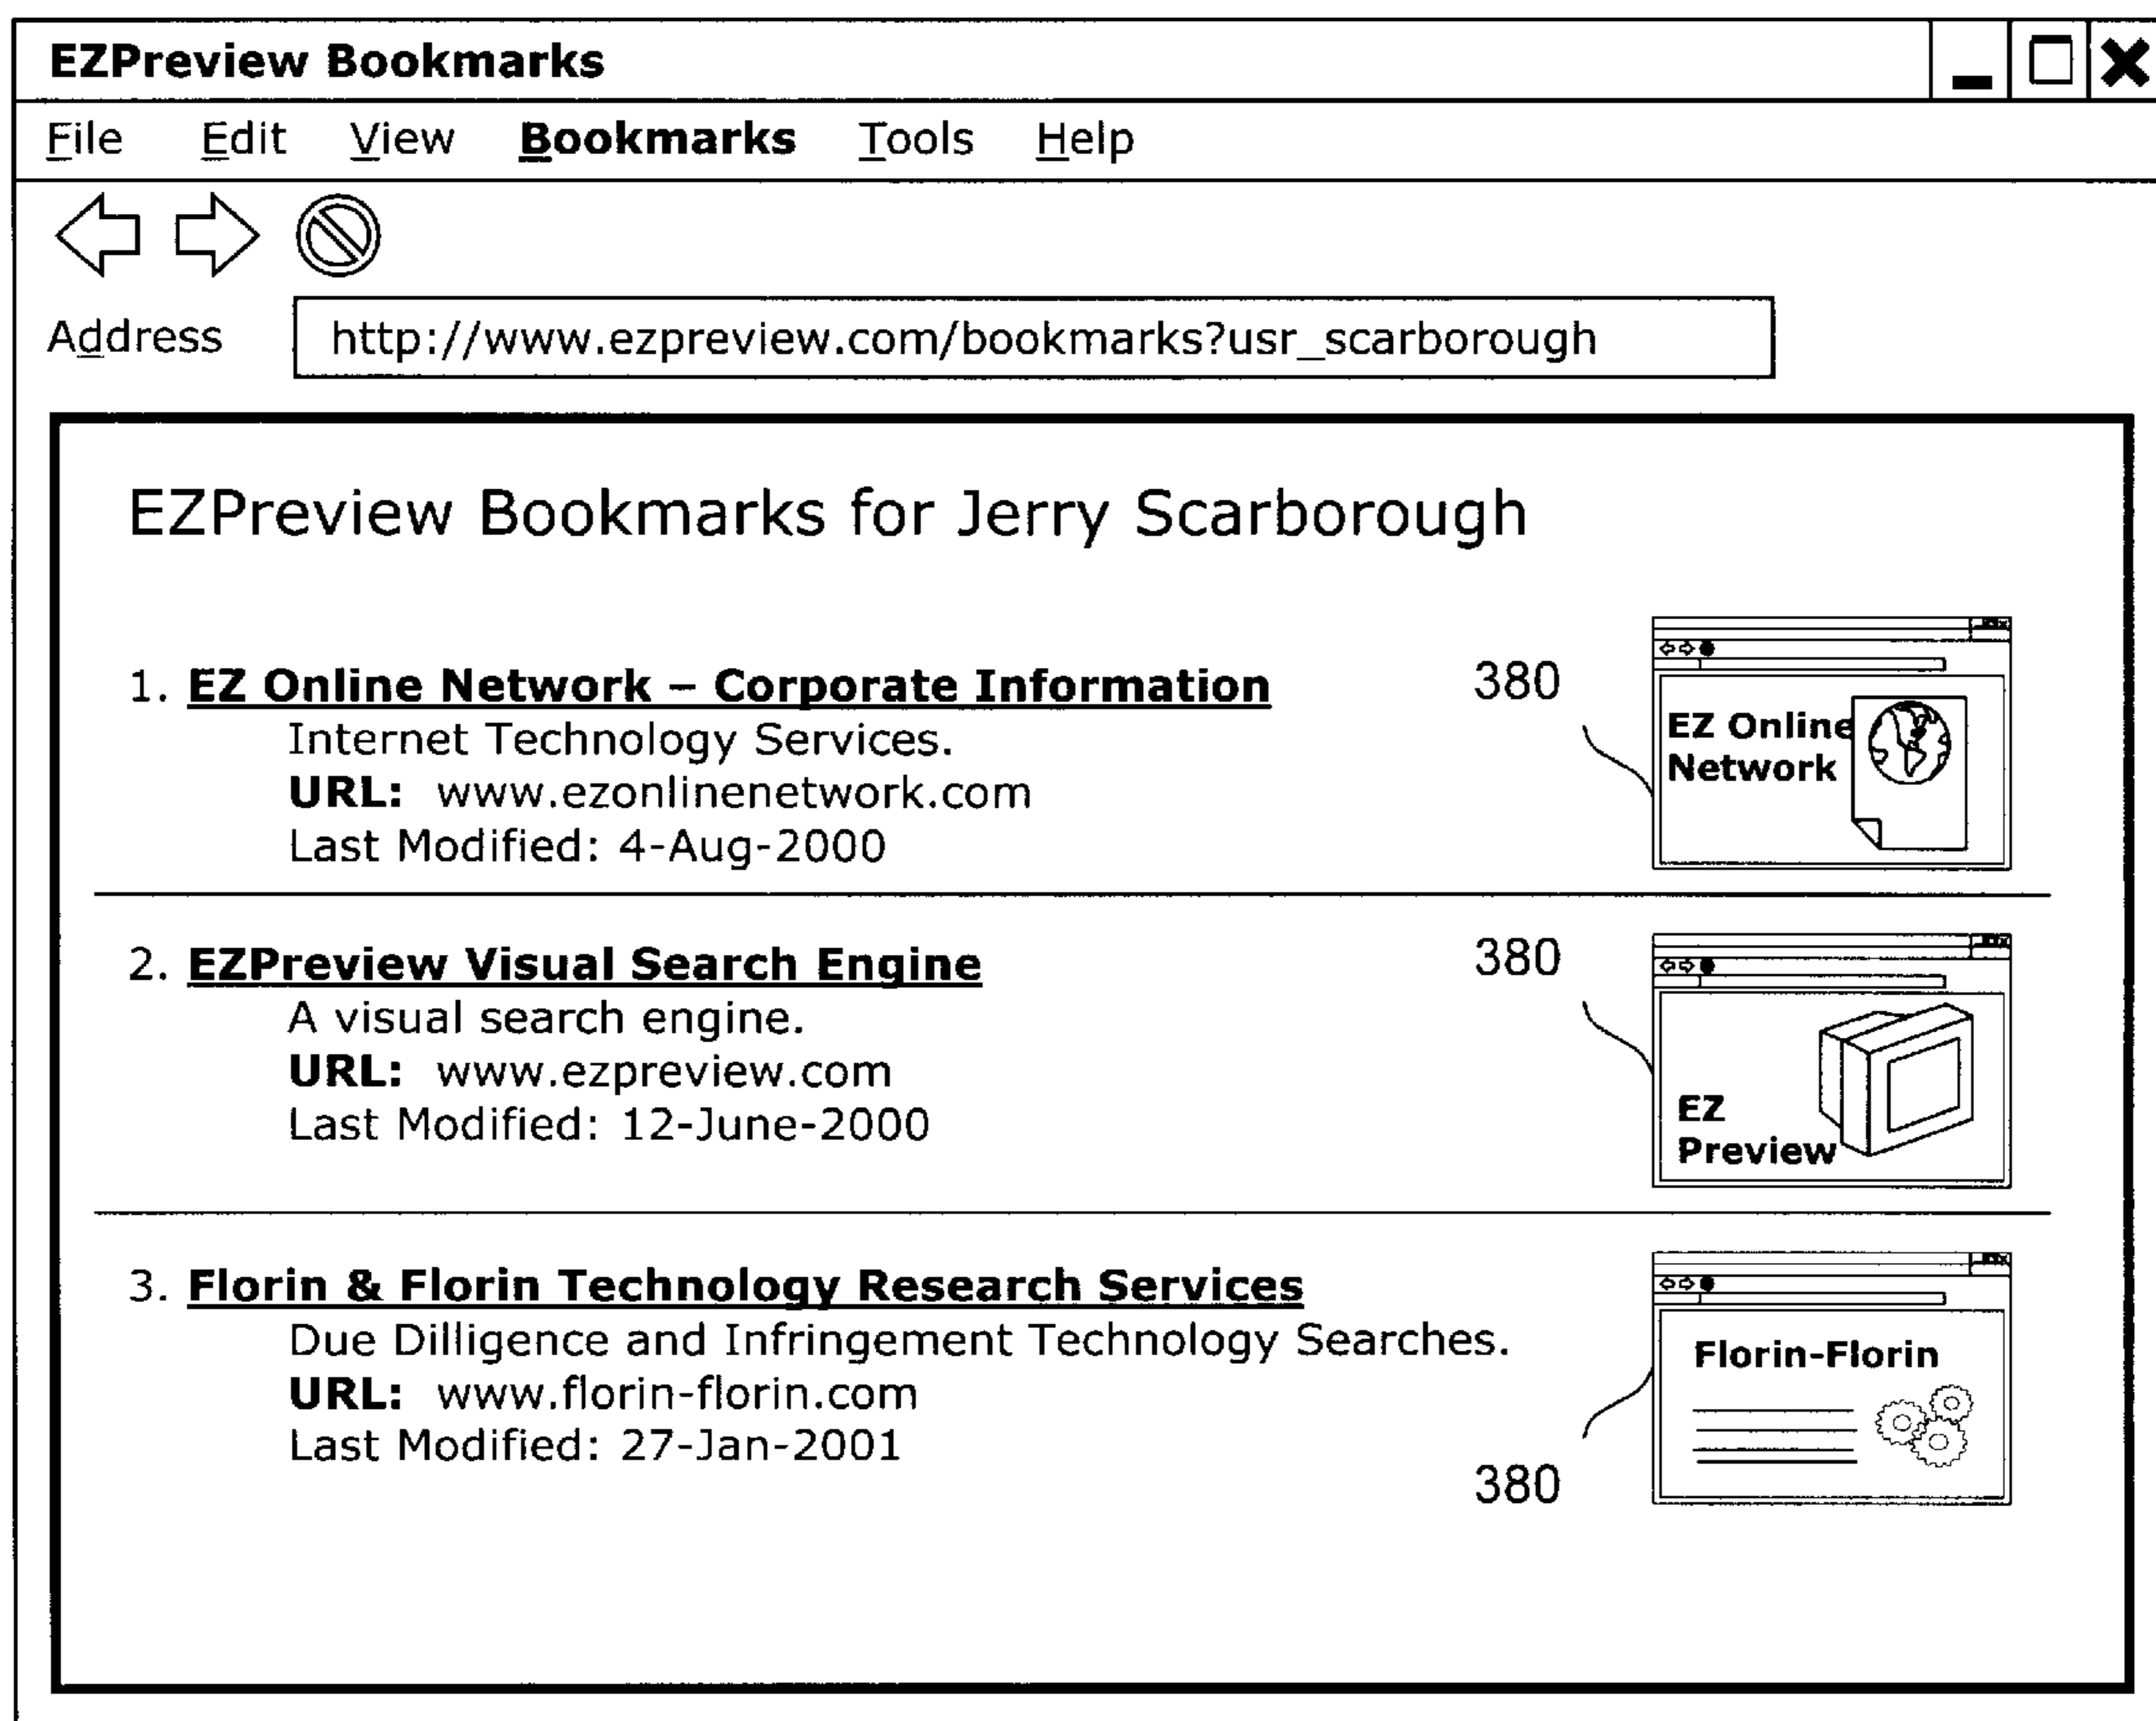 EZPreview Bookmarks
File Edit View Bookmarks Tools Help
Address http://www.ezpreview.com/bookmarks?usr_scarborough
EZPreview Bookmarks for Jerry Scarborough
1. EZ Online Network – Corporate Information
Internet Technology Services.
URL: www.ezonlinenetwork.com
Last Modified: 4-Aug-2000
380
EZ Online
Network
2. EZPreview Visual Search Engine
A visual search engine.
URL: www.ezpreview.com
Last Modified: 12-June-2000
380
EZ
Preview
3. Florin & Florin Technology Research Services
Due Dilligence and Infringement Technology Searches.
URL: www.florin-florin.com
Last Modified: 27-Jan-2001
380
Florin-Florin